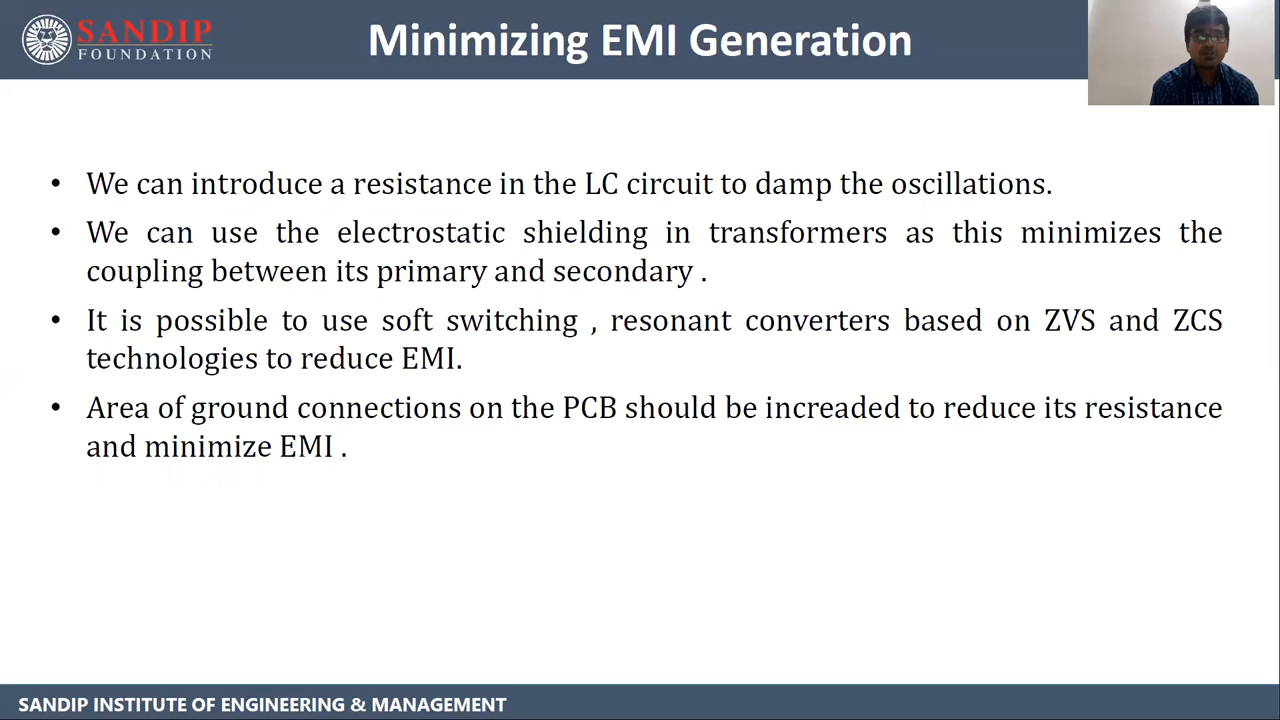 SANDIP
FOUNDATION
Minimizing EMI Generation
• We can introduce a resistance in the LC circuit to damp the oscillations.
• We can use the electrostatic shielding in transformers as this minimizes the
coupling between its primary and secondary .
• It is possible to use soft switching , resonant converters based on ZVS and ZCS
technologies to reduce EMI.
• Area of ground connections on the PCB should be increaded to reduce its resistance
and minimize EMI .
SANDIP INSTITUTE OF ENGINEERING & MANAGEMENT